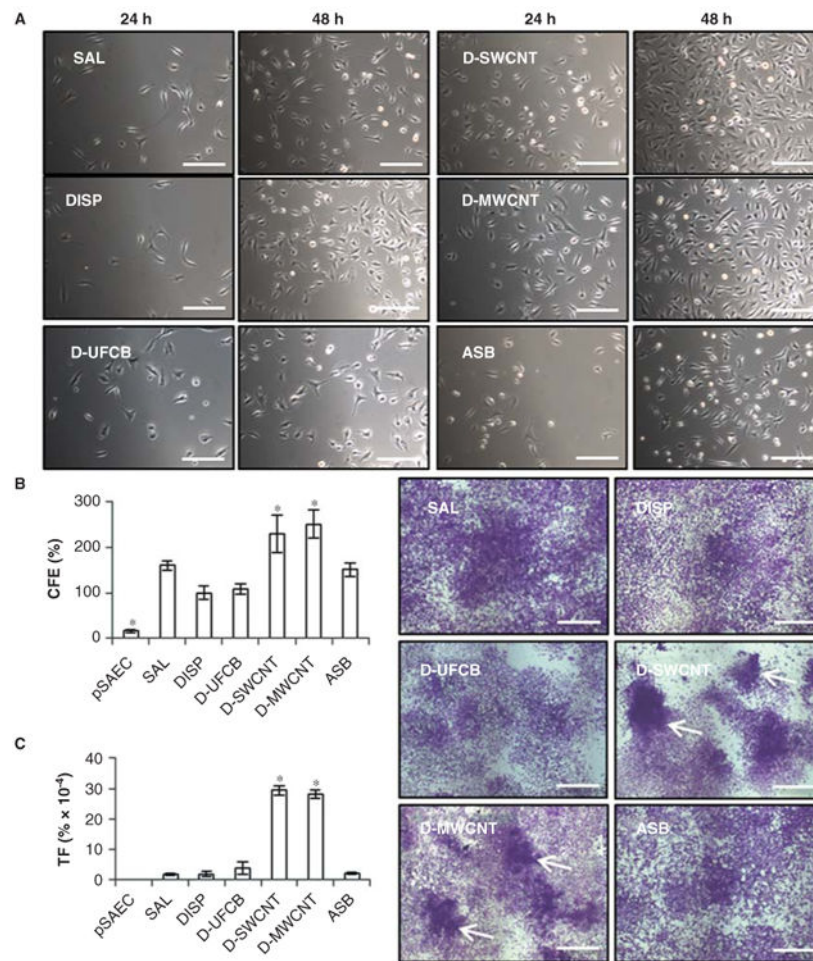 A
24 h 48 h 24 h 48 h
SAL
D-SWCNT
DISP
D-MWCNT
D-UFCB
ASB
B
CFE (%)
300
200
100
0
pSAEC SAL DISP D-UFCB D-SWCNT D-MWCNT ASB
* * *
SAL
DISP
D-UFCB
D-SWCNT
D-MWCNT
ASB
C
TF (% × 10⁻⁴)
40
30
20
10
0
pSAEC SAL DISP D-UFCB D-SWCNT D-MWCNT ASB
* *